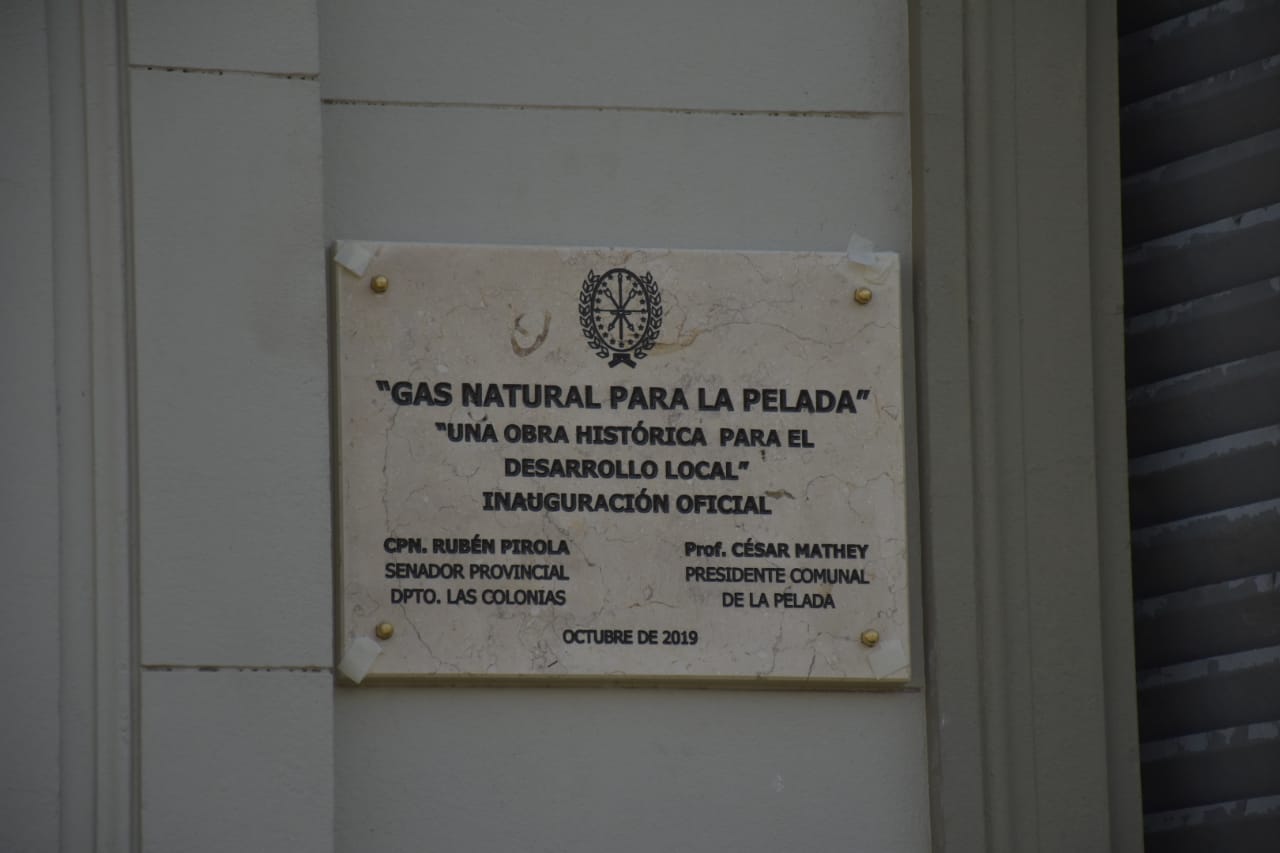 “GAS NATURAL PARA LA PELADA”
“UNA OBRA HISTÓRICA PARA EL
DESARROLLO LOCAL”
INAUGURACIÓN OFICIAL
CPN. RUBÉN PIROLA
SENADOR PROVINCIAL
DPTO. LAS COLONIAS
Prof. CÉSAR MATHEY
PRESIDENTE COMUNAL
DE LA PELADA
OCTUBRE DE 2019